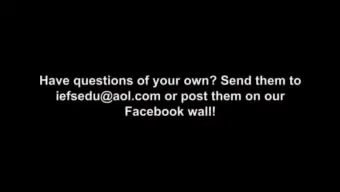 Have questions of your own? Send them to
iefsedu@aol.com or post them on our
Facebook wall!